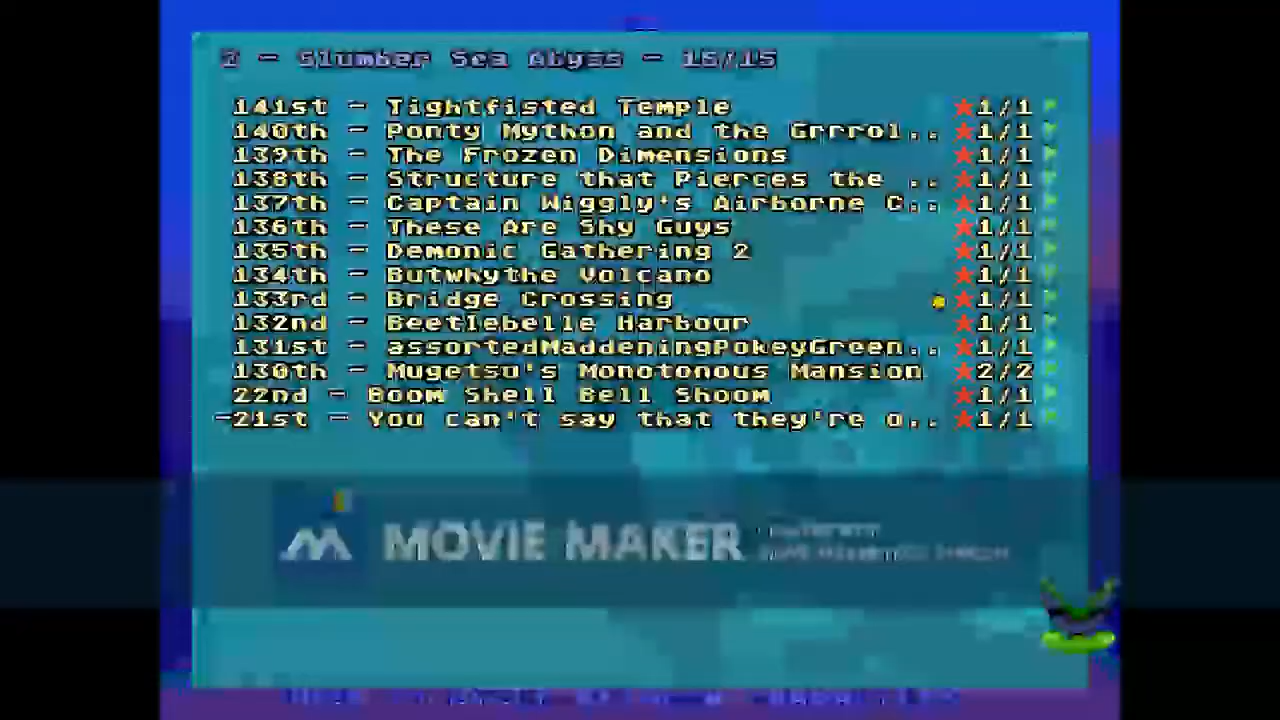 2 - Slumber Sea Abyss - 15/15
141st - Tightfisted Temple ★1/1
140th - Ponty Mython and the Grrrol.. ★1/1
139th - The Frozen Dimensions ★1/1
138th - Structure that Pierces the .. ★1/1
137th - Captain Wiggly's Airborne C.. ★1/1
136th - These Are Shy Guys ★1/1
135th - Demonic Gathering 2 ★1/1
134th - Butwhythe Volcano ★1/1
133rd - Bridge Crossing ★1/1
132nd - Beetlebelle Harbour ★1/1
131st - assortedMaddeningPokeyGreen.. ★1/1
130th - Mugetsu's Monotonous Mansion ★2/2
22nd - Boom Shell Bell Shoom ★1/1
-21st - You can't say that they're o.. ★1/1
MOVIE MAKER